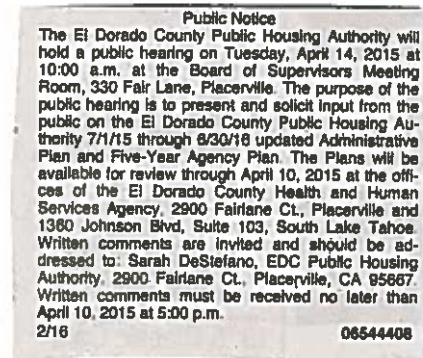 Public Notice
The El Dorado County Public Housing Authority will
hold a public hearing on Tuesday, April 14, 2015 at
10:00 a.m. at the Board of Supervisors Meeting
Room, 330 Fair Lane, Placerville. The purpose of the
public hearing is to present and solicit input from the
public on the El Dorado County Public Housing Au-
thority 7/1/15 through 6/30/16 updated Administrative
Plan and Five-Year Agency Plan. The Plans will be
available for review through April 10, 2015 at the offi-
ces of the El Dorado County Health and Human
Services Agency, 2900 Fairlane Ct., Placerville and
1360 Johnson Blvd, Suite 103, South Lake Tahoe.
Written comments are invited and should be ad-
dressed to: Sarah DeStefano, EDC Public Housing
Authority, 2900 Fairlane Ct., Placerville, CA 95667.
Written comments must be received no later than
April 10, 2015 at 5:00 p.m.
2/16 06544408